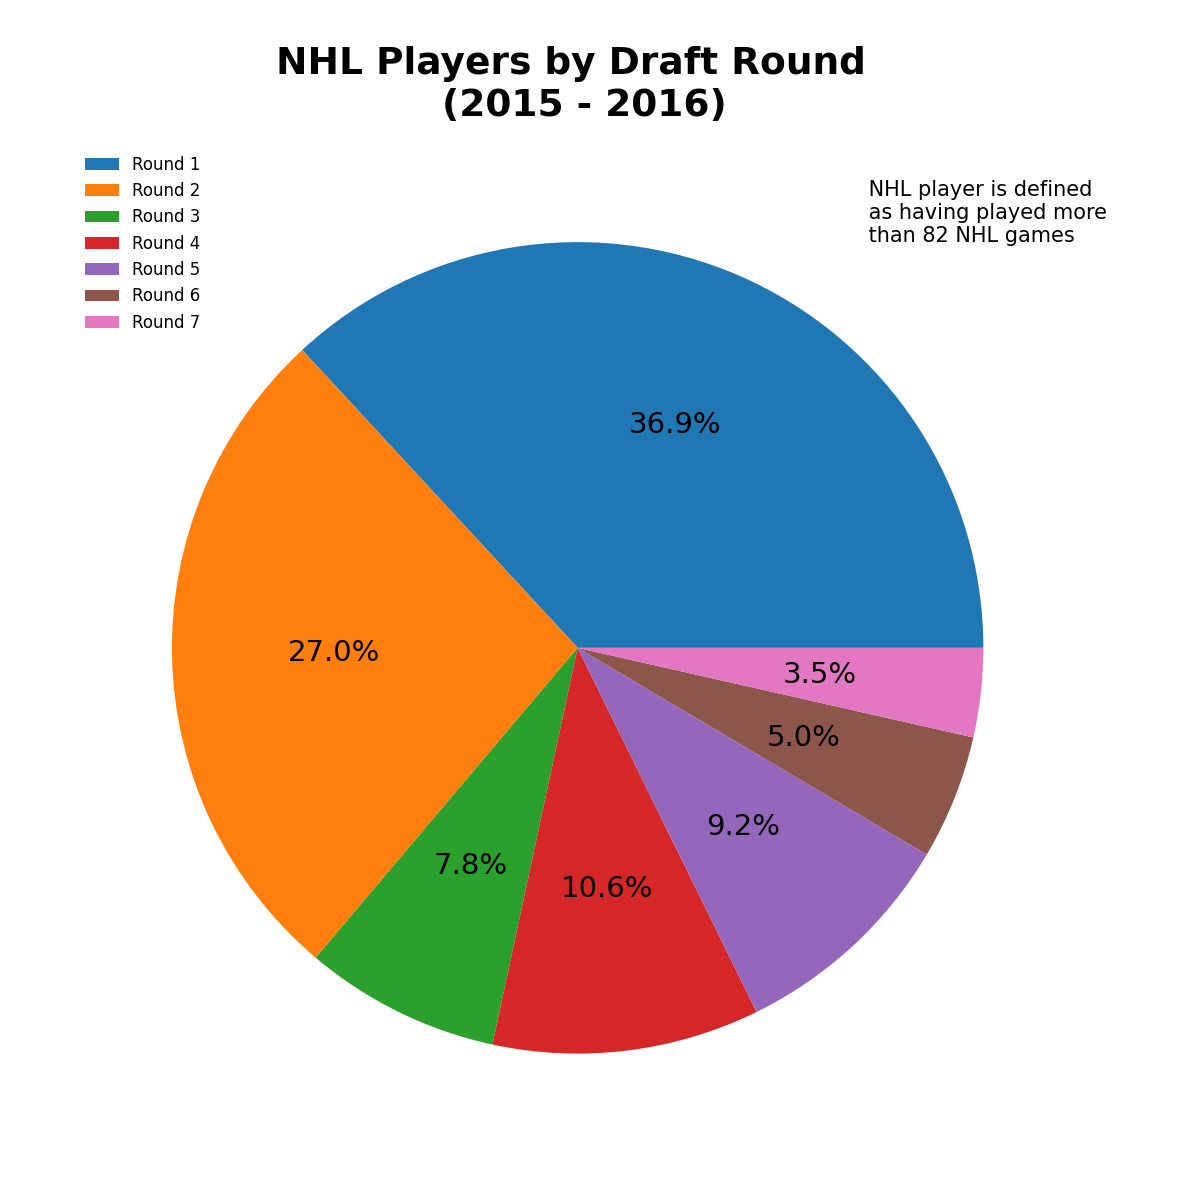 NHL Players by Draft Round
(2015 - 2016)
Round 1
Round 2
Round 3
Round 4
Round 5
Round 6
Round 7
NHL player is defined
as having played more
than 82 NHL games
36.9%
27.0%
3.5%
5.0%
9.2%
7.8%
10.6%